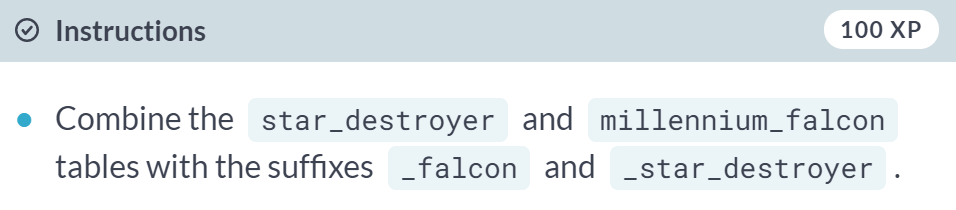 Instructions 100 XP
Combine the star_destroyer and millennium_falcon
tables with the suffixes _falcon and _star_destroyer .